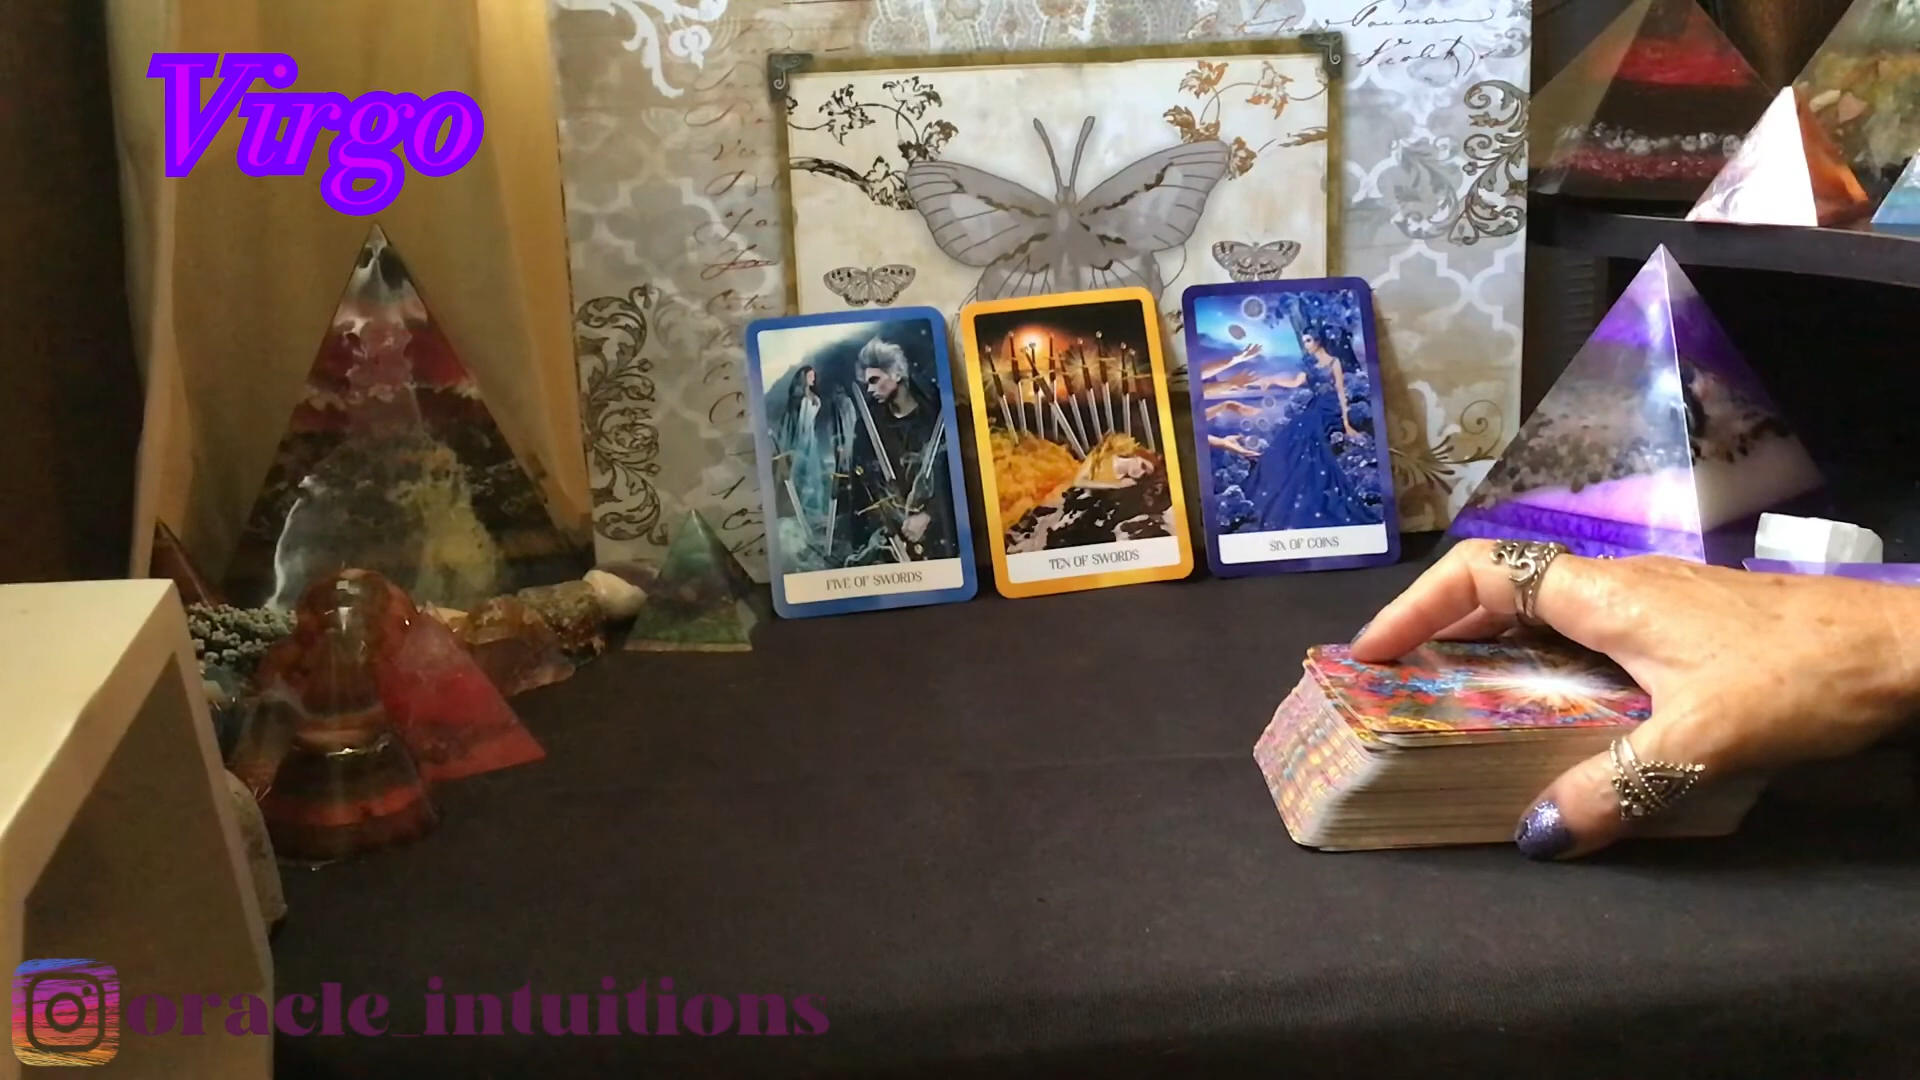 Virgo
FIVE OF SWORDS
TEN OF SWORDS
SIX OF COINS
oracle_intuitions